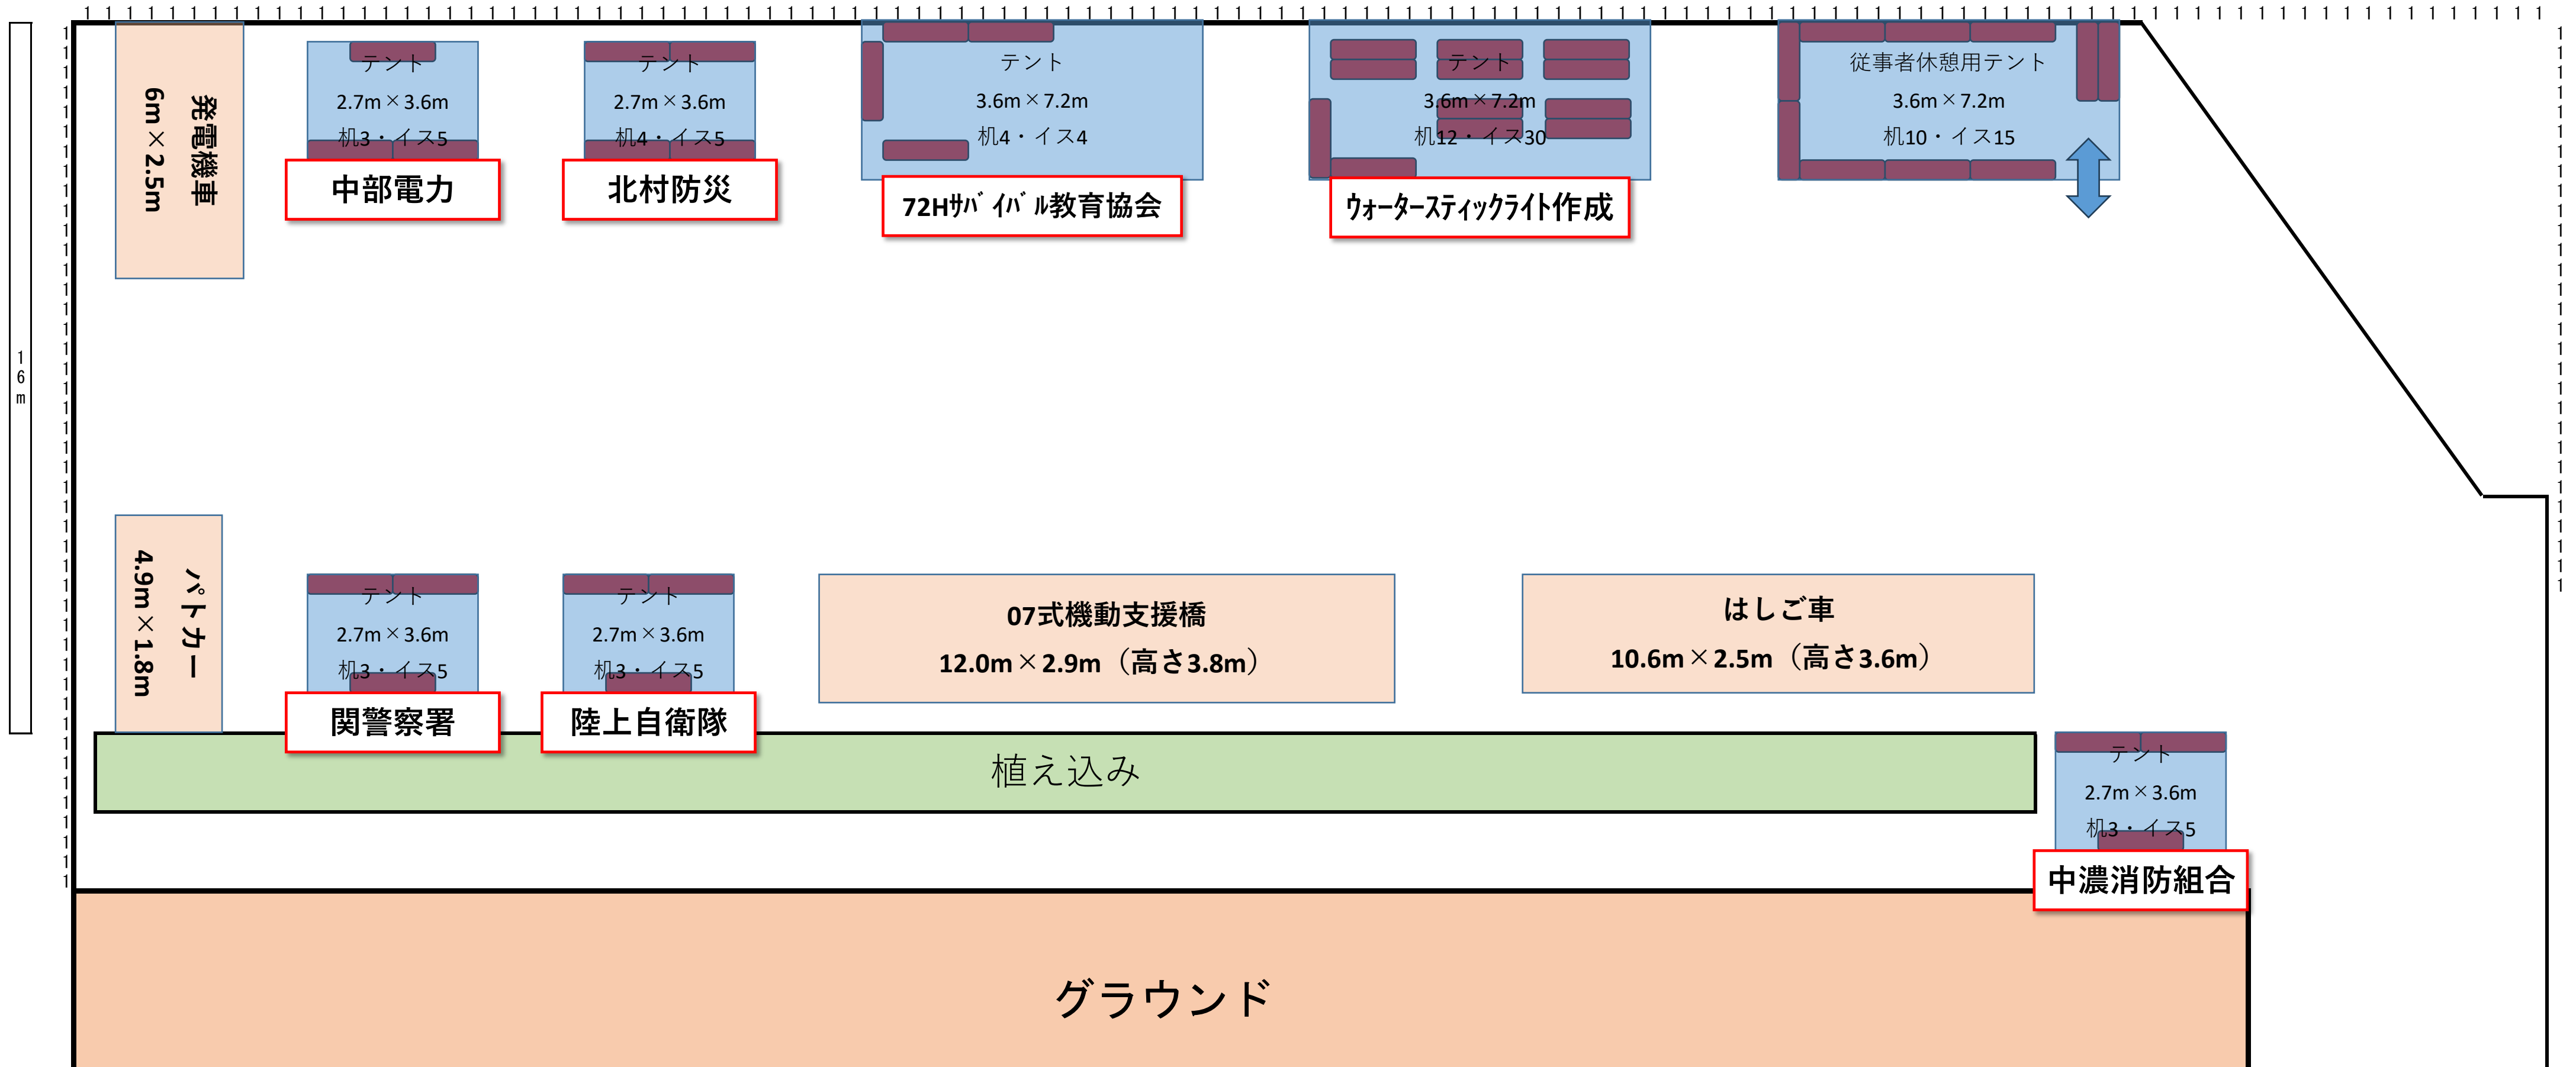 16m
発電機車
6m×2.5m
テント
2.7m×3.6m
机3・イス5
中部電力
テント
2.7m×3.6m
机4・イス5
北村防災
テント
3.6m×7.2m
机4・イス4
72Hｻﾊﾞｲﾊﾞﾙ教育協会
テント
3.6m×7.2m
机12・イス30
ｳｫｰﾀｰｽﾃｨｯｸﾗｲﾄ作成
従事者休憩用テント
3.6m×7.2m
机10・イス15
パトカー
4.9m×1.8m
テント
2.7m×3.6m
机3・イス5
関警察署
テント
2.7m×3.6m
机3・イス5
陸上自衛隊
07式機動支援橋
12.0m×2.9m（高さ3.8m）
はしご車
10.6m×2.5m（高さ3.6m）
植え込み
テント
2.7m×3.6m
机3・イス5
中濃消防組合
グラウンド